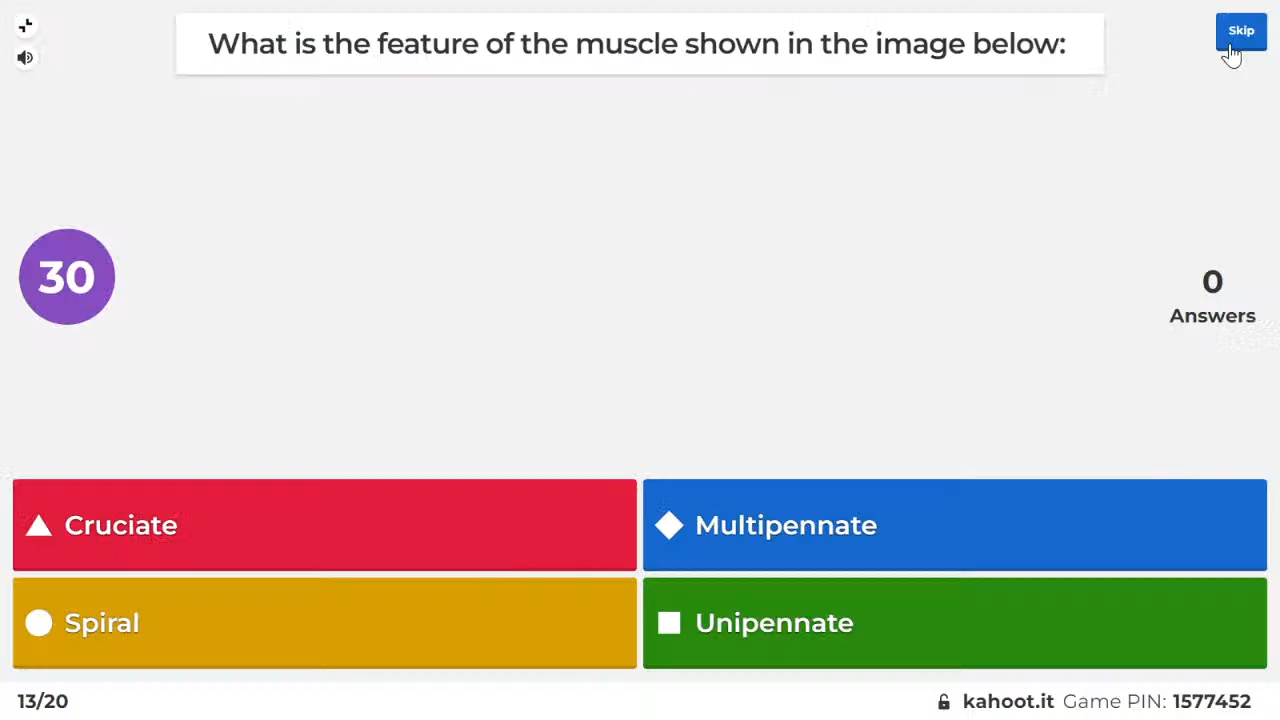 What is the feature of the muscle shown in the image below:
Skip
30
0
Answers
Cruciate
Multipennate
Spiral
Unipennate
13/20
kahoot.it Game PIN: 1577452